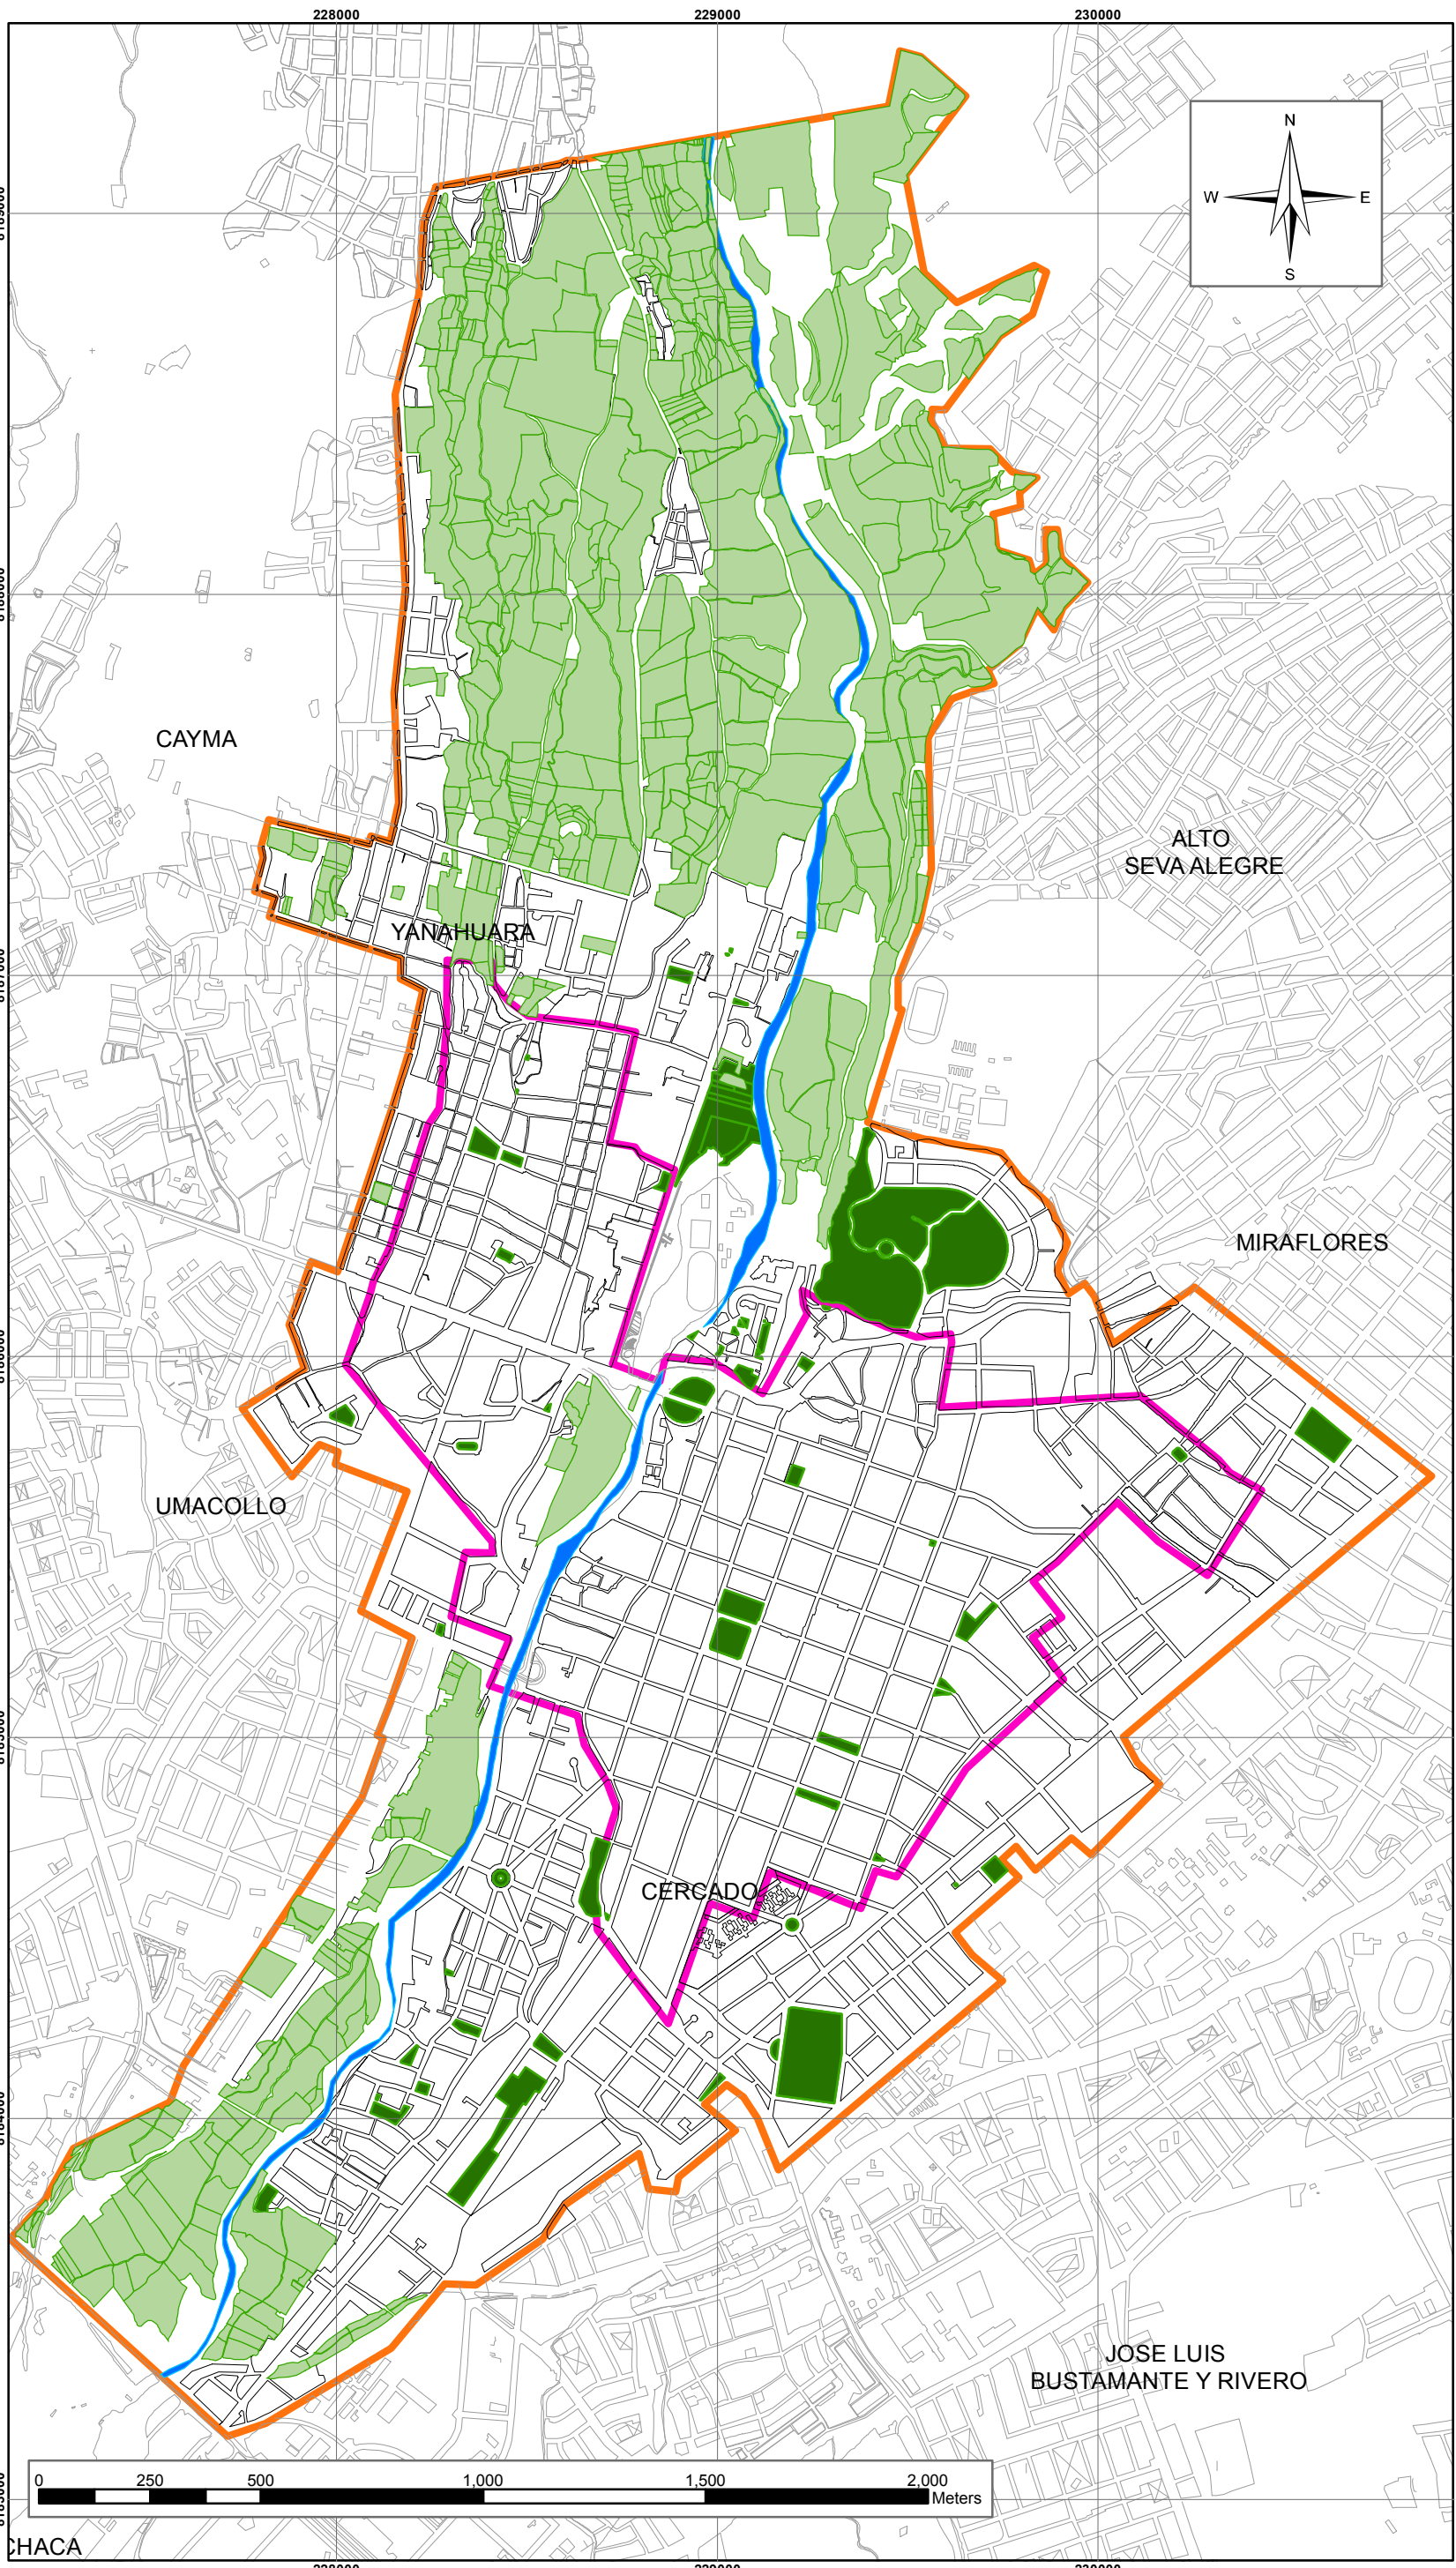 228000 229000 230000
N
W E
S
CAYMA
ALTO
SEVA ALEGRE
YANAHUARA
MIRAFLORES
UMACOLLO
CERCADO
JOSE LUIS
BUSTAMANTE Y RIVERO
0 250 500 1,000 1,500 2,000
Meters
CHACA